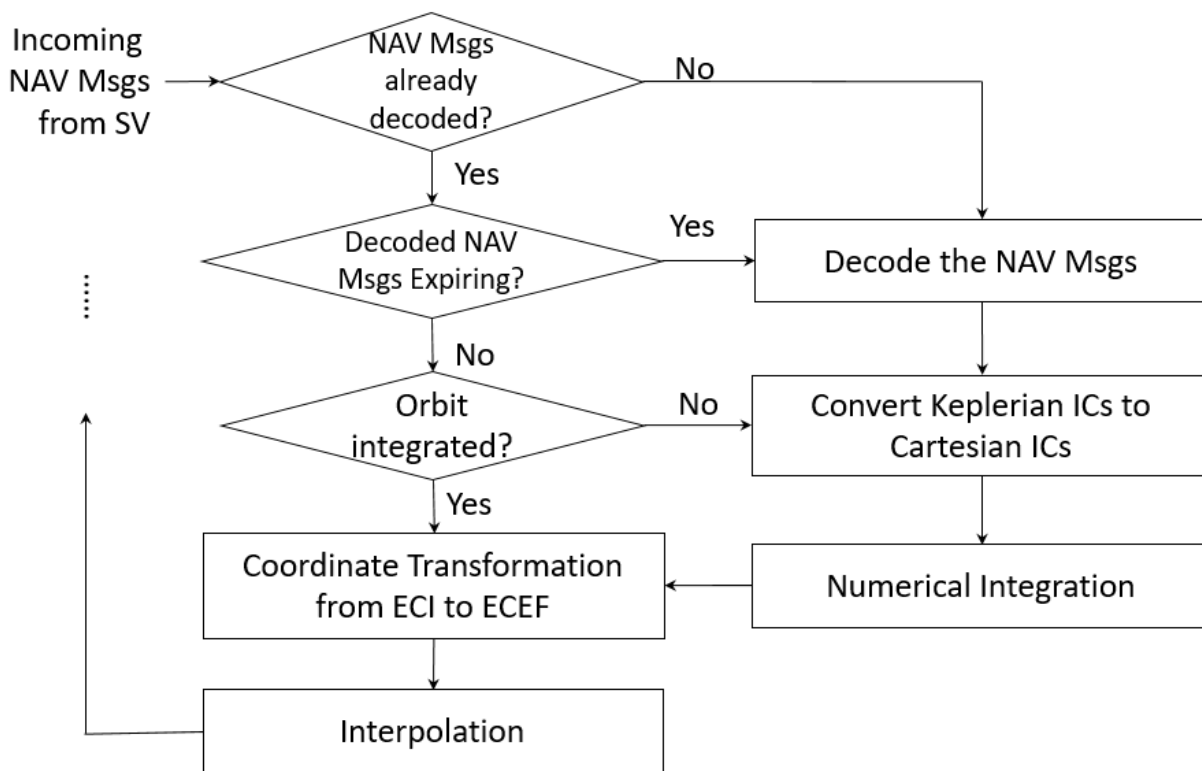 Incoming
NAV Msgs
from SV
NAV Msgs
already
decoded?
No
Yes
Decoded NAV
Msgs Expiring?
Yes
Decode the NAV Msgs
No
Orbit
integrated?
No
Convert Keplerian ICs to
Cartesian ICs
Yes
Coordinate Transformation
from ECI to ECEF
Numerical Integration
Interpolation